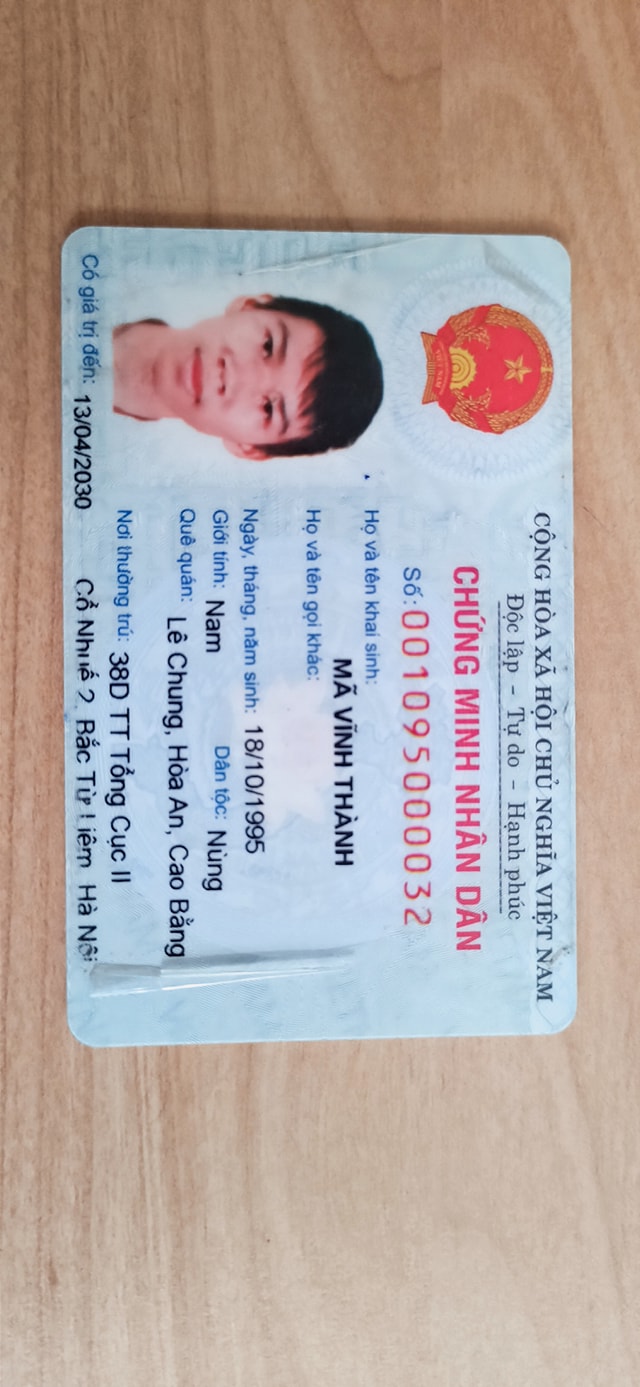 CỘNG HÒA XÃ HỘI CHỦ NGHĨA VIỆT NAM
Độc lập - Tự do - Hạnh phúc
CHỨNG MINH NHÂN DÂN
Số: 001095000032
Họ và tên khai sinh:
MÃ VĨNH THÀNH
Họ và tên gọi khác:
Ngày, tháng, năm sinh: 18/10/1995
Giới tính: Nam Dân tộc: Nùng
Quê quán: Lê Chung, Hòa An, Cao Bằng
Nơi thường trú: 38D TT Tổng Cục II
Cổ Nhuế 2 Bắc Từ Liêm Hà Nội
Có giá trị đến: 13/04/2030
VIỆT NAM